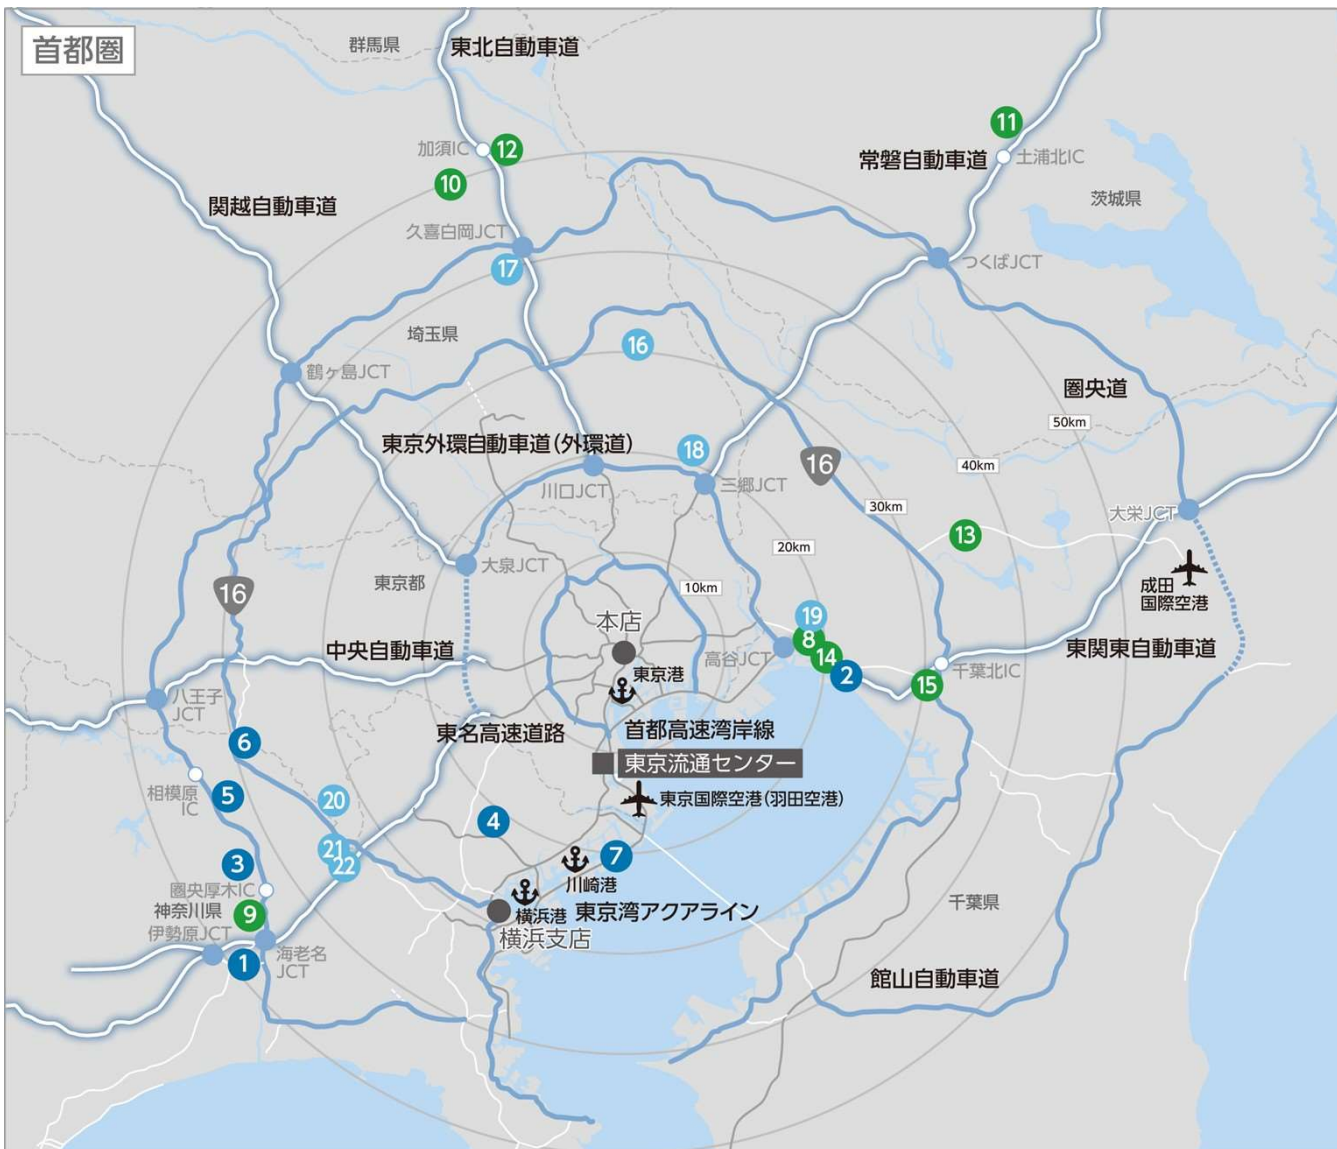 首都圏
群馬県
東北自動車道
11
加須IC
12
常磐自動車道
土浦北IC
10
茨城県
関越自動車道
久喜白岡JCT
17
つくばJCT
埼玉県
16
鶴ヶ島JCT
圏央道
50km
東京外環自動車道(外環道)
18
16
40km
川口JCT
三郷JCT
30km
大栄JCT
13
20km
大泉JCT
東京都
10km
成田
国際空港
16
本店
19
8
中央自動車道
高谷JCT
14
東関東自動車道
東京港
2
千葉北IC
15
八王子
JCT
東名高速道路
首都高速湾岸線
6
東京流通センター
相模原
IC
5
20
東京国際空港(羽田空港)
4
21
22
7
3
川崎港
圏央厚木IC
神奈川県
9
横浜港
東京湾アクアライン
千葉県
伊勢原JCT
横浜支店
海老名
JCT
1
館山自動車道